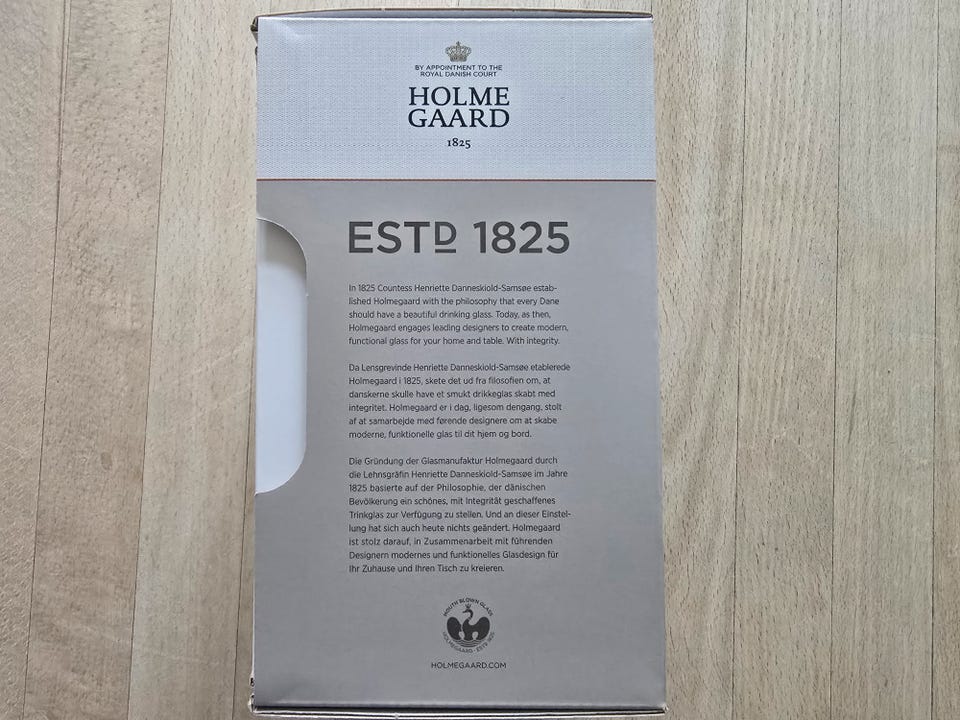 BY APPOINTMENT TO THE
ROYAL DANISH COURT
HOLME
GAARD
1825
ESTD 1825
In 1825 Countess Henriette Danneskiold-Samsøe estab-
lished Holmegaard with the philosophy that every Dane
should have a beautiful drinking glass. Today, as then,
Holmegaard engages leading designers to create modern,
functional glass for your home and table. With integrity.
Da Lensgrevinde Henriette Danneskiold-Samsøe etablerede
Holmegaard i 1825, skete det ud fra filosofien om, at
danskerne skulle have et smukt drikkeglas skabt med
integritet. Holmegaard er i dag, ligesom dengang, stolt
af at samarbejde med førende designere om at skabe
moderne, funktionelle glas til dit hjem og bord.
Die Gründung der Glasmanufaktur Holmegaard durch
die Lehnsgräfin Henriette Danneskiold-Samsøe im Jahre
1825 basierte auf der Philosophie, der dänischen
Bevölkerung ein schönes, mit Integrität geschaffenes
Trinkglas zur Verfügung zu stellen. Und an dieser Einstel-
lung hat sich auch heute nichts geändert. Holmegaard
ist stolz darauf, in Zusammenarbeit mit führenden
Designern modernes und funktionelles Glasdesign für
Ihr Zuhause und Ihren Tisch zu kreieren.
MOUTH BLOWN GLASS
HOLMEGAARD · ESTD 1825
HOLMEGAARD.COM